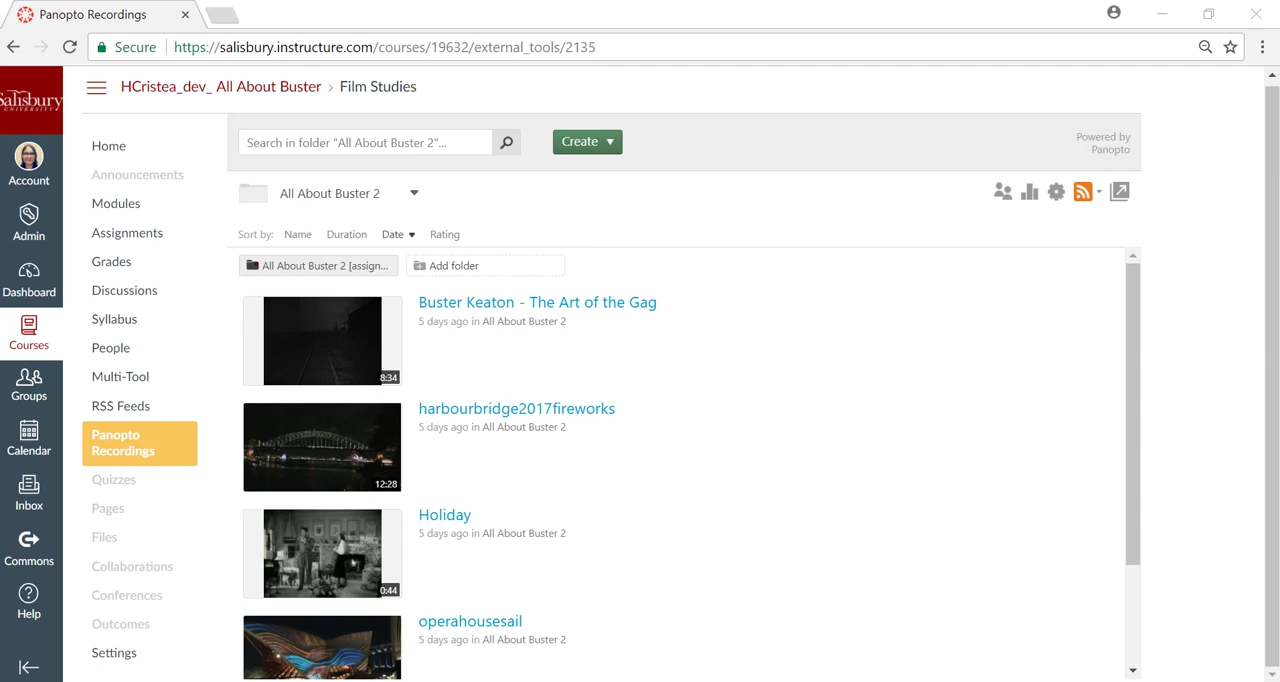 Panopto Recordings
Secure https://salisbury.instructure.com/courses/19632/external_tools/2135
Salisbury
UNIVERSITY
HCristea_dev_ All About Buster › Film Studies
Account
Admin
Dashboard
Courses
Groups
Calendar
Inbox
Commons
Help
Home
Announcements
Modules
Assignments
Grades
Discussions
Syllabus
People
Multi-Tool
RSS Feeds
Panopto
Recordings
Quizzes
Pages
Files
Collaborations
Conferences
Outcomes
Settings
Search in folder "All About Buster 2"...
Create
Powered by
Panopto
All About Buster 2
Sort by: Name Duration Date Rating
All About Buster 2 [assign... Add folder
Buster Keaton - The Art of the Gag
5 days ago in All About Buster 2
8:34
harbourbridge2017fireworks
5 days ago in All About Buster 2
12:28
Holiday
5 days ago in All About Buster 2
0:44
operahousesail
5 days ago in All About Buster 2